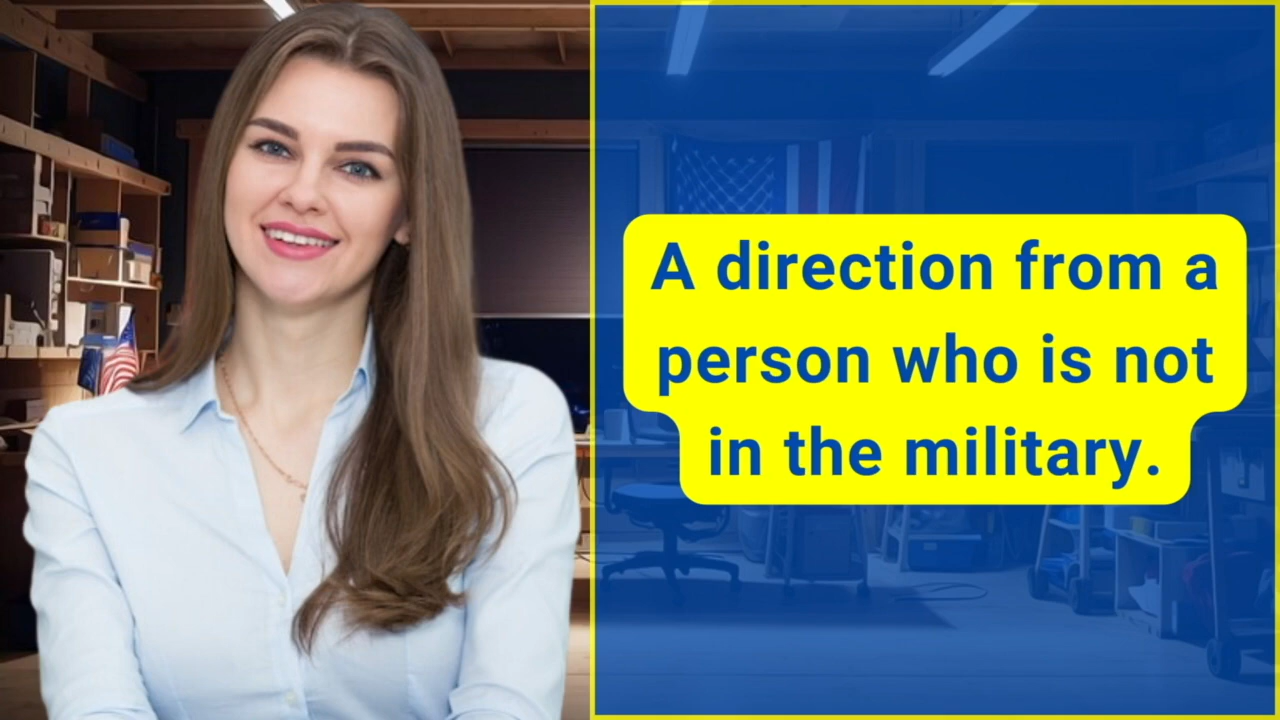 A direction from a
person who is not
in the military.